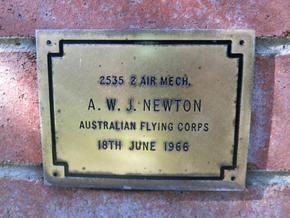 2535 2 AIR MECH.
A. W. J. NEWTON
AUSTRALIAN FLYING CORPS
18TH JUNE 1966